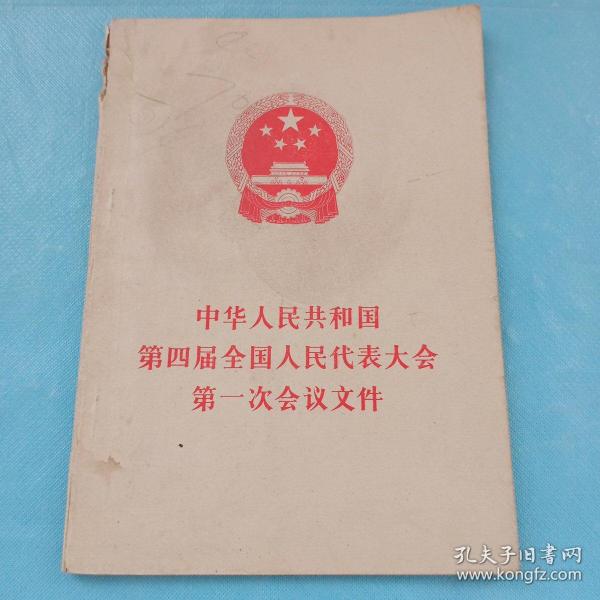 中华人民共和国
第四届全国人民代表大会
第一次会议文件
孔夫子旧书网
www.kongfz.com